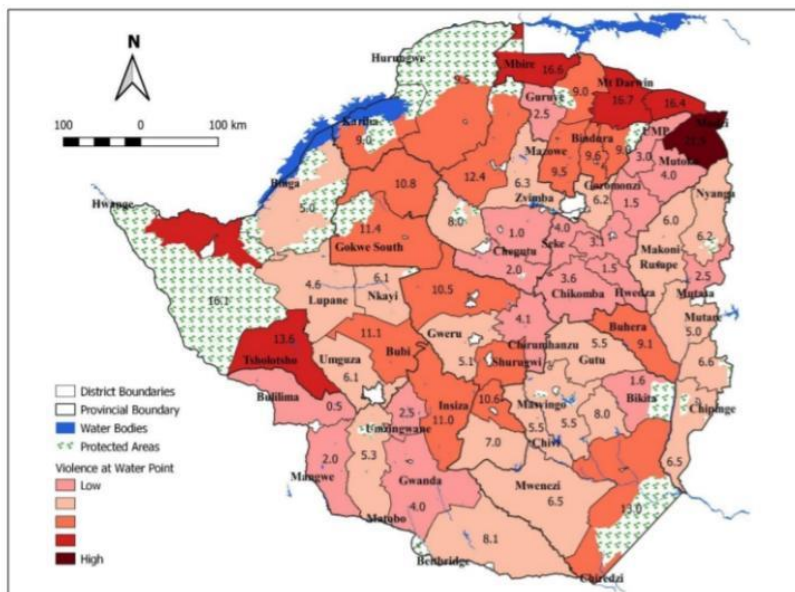 N
100 0 100 km
Hurungwe
9.5
Mbire 16.6
Mt Darwin
9.0
16.7
16.4
Guruve
2.5
Kariba
9.0
UMP
3.0
Mutoko
4.0
Bindura
9.6
9.0
Mazowe
9.5
Binga
5.0
10.8
12.4
6.3
Zvimba
Goromonzi
6.2
1.5
Nyanga
6.0
6.2
Hwange
16.1
11.4
Gokwe South
8.0
1.0
Chegutu
2.0
4.0
Seke
3.1
Makoni
Rusape
4.6
Lupane
6.1
Nkayi
10.5
3.6
Chikomba
1.5
Hwedza
2.5
Mutasa
Mutare
5.0
13.6
Tsholotsho
11.1
Bubi
Umguza
6.1
Gweru
5.1
4.1
Chirumhanzu
Shurugwi
5.5
Gutu
Buhera
9.1
6.6
Bulilima
0.5
2.5
Umzingwane
Insiza
11.0
10.6
Masvingo
5.5
5.5
Chivi
8.0
1.6
Bikita
Chipinge
6.5
Mangwe
2.0
5.3
Matobo
Gwanda
4.0
7.0
Mwenezi
6.5
13.0
8.1
Beitbridge
Chiredzi
District Boundaries
Provincial Boundary
Water Bodies
Protected Areas
Violence at Water Point
Low
High